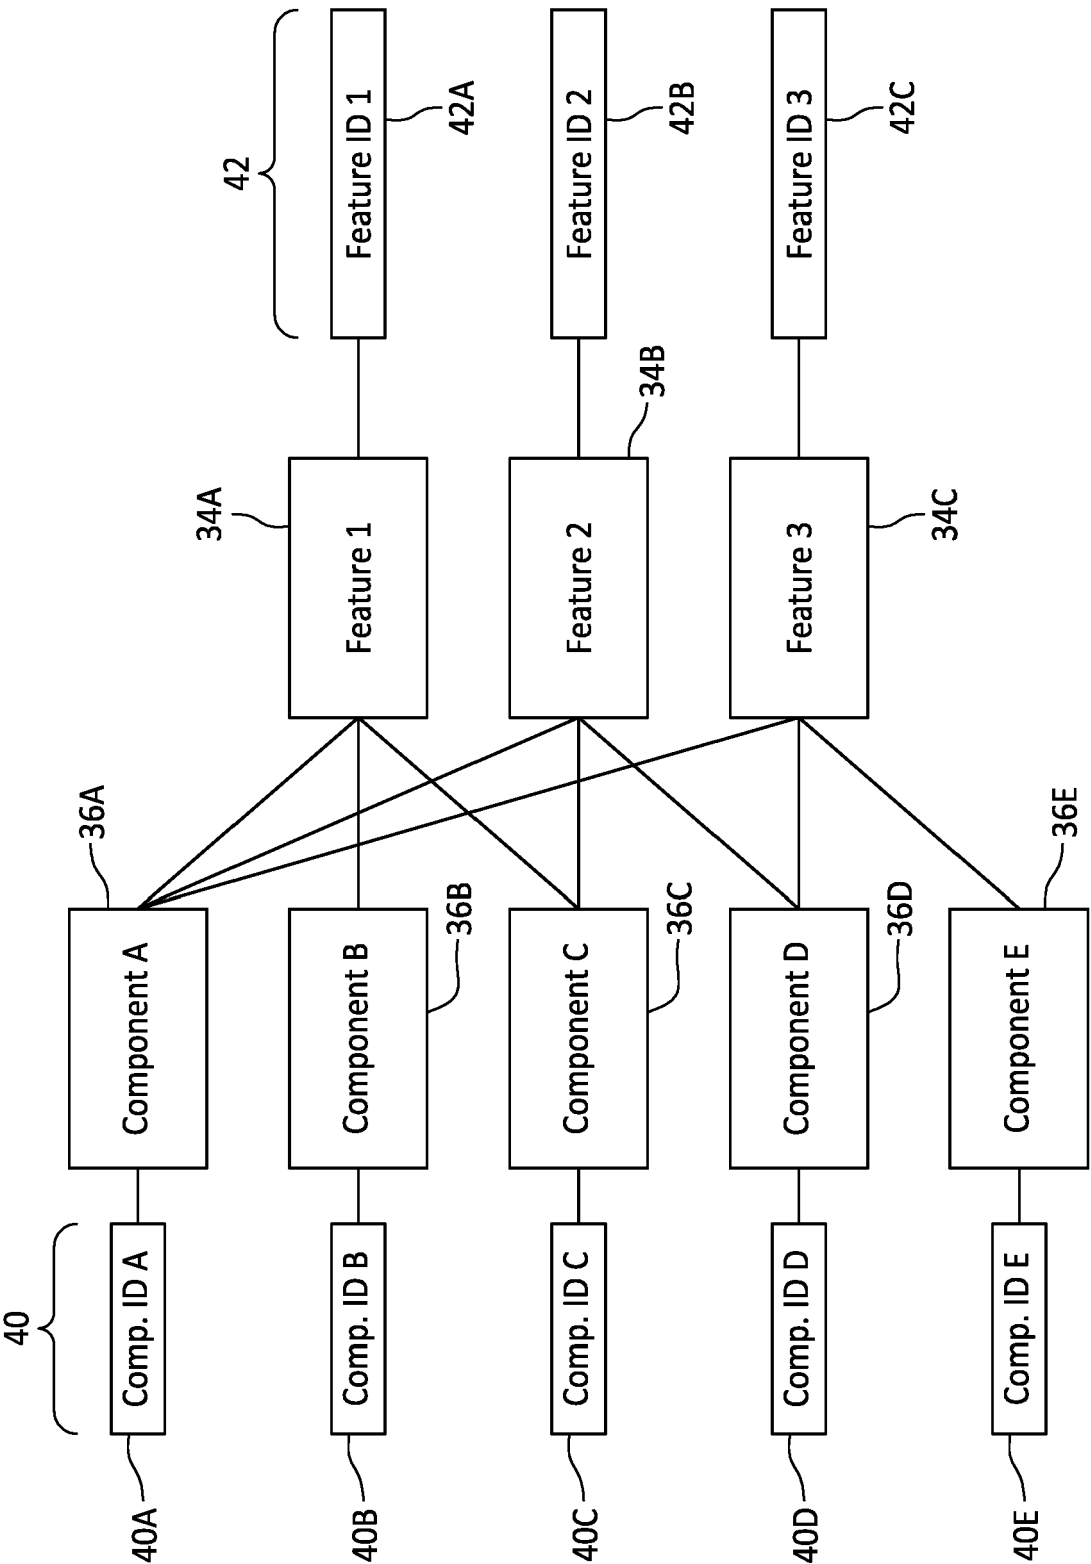 40
42
40A
Comp. ID A
Component A
36A
40B
Comp. ID B
Component B
36B
34A
Feature 1
Feature ID 1
42A
40C
Comp. ID C
Component C
36C
Feature 2
34B
Feature ID 2
42B
40D
Comp. ID D
Component D
36D
Feature 3
34C
Feature ID 3
42C
40E
Comp. ID E
Component E
36E